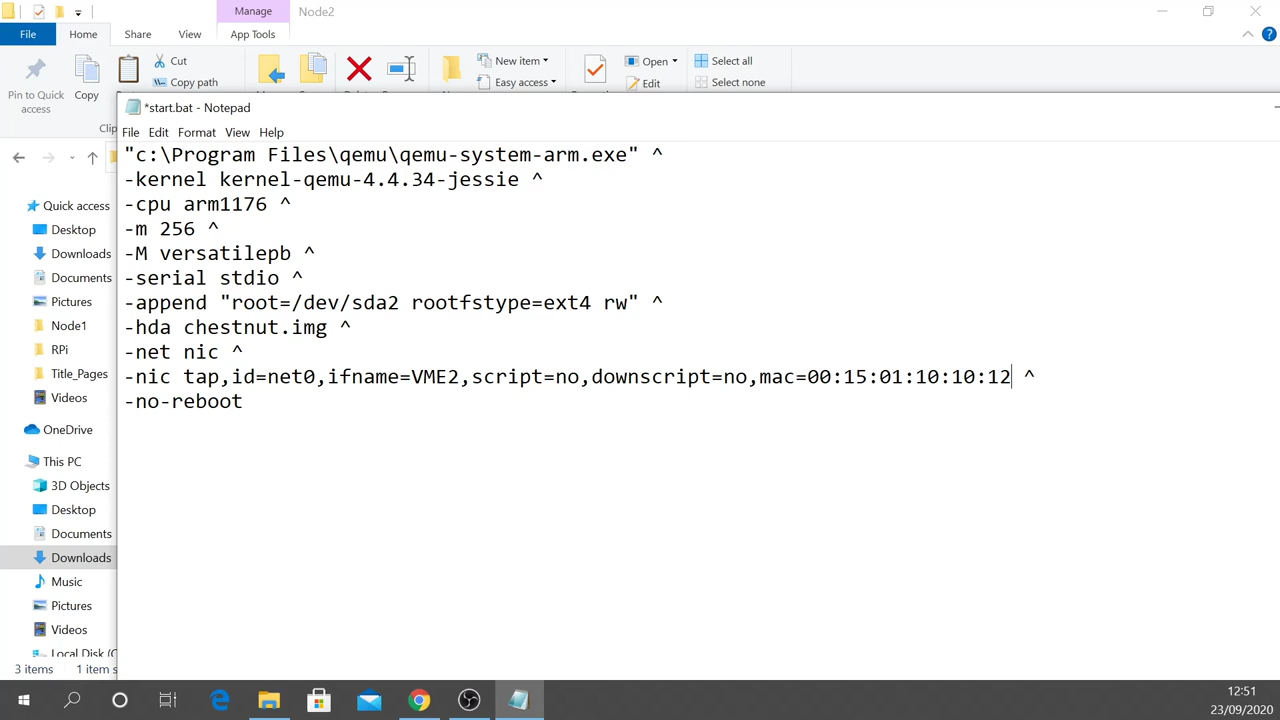 Manage
Node2
File
Home
Share
View
App Tools
Pin to Quick access
Copy
Cut
Copy path
New item
Easy access
Open
Edit
Select all
Select none
*start.bat - Notepad
File Edit Format View Help
"c:\Program Files\qemu\qemu-system-arm.exe" ^
-kernel kernel-qemu-4.4.34-jessie ^
-cpu arm1176 ^
-m 256 ^
-M versatilepb ^
-serial stdio ^
-append "root=/dev/sda2 rootfstype=ext4 rw" ^
-hda chestnut.img ^
-net nic ^
-nic tap,id=net0,ifname=VME2,script=no,downscript=no,mac=00:15:01:10:10:12 ^
-no-reboot
Quick access
Desktop
Downloads
Documents
Pictures
Node1
RPi
Title_Pages
Videos
OneDrive
This PC
3D Objects
Desktop
Documents
Downloads
Music
Pictures
Videos
Local Disk (C
3 items
1 item s
12:51
23/09/2020